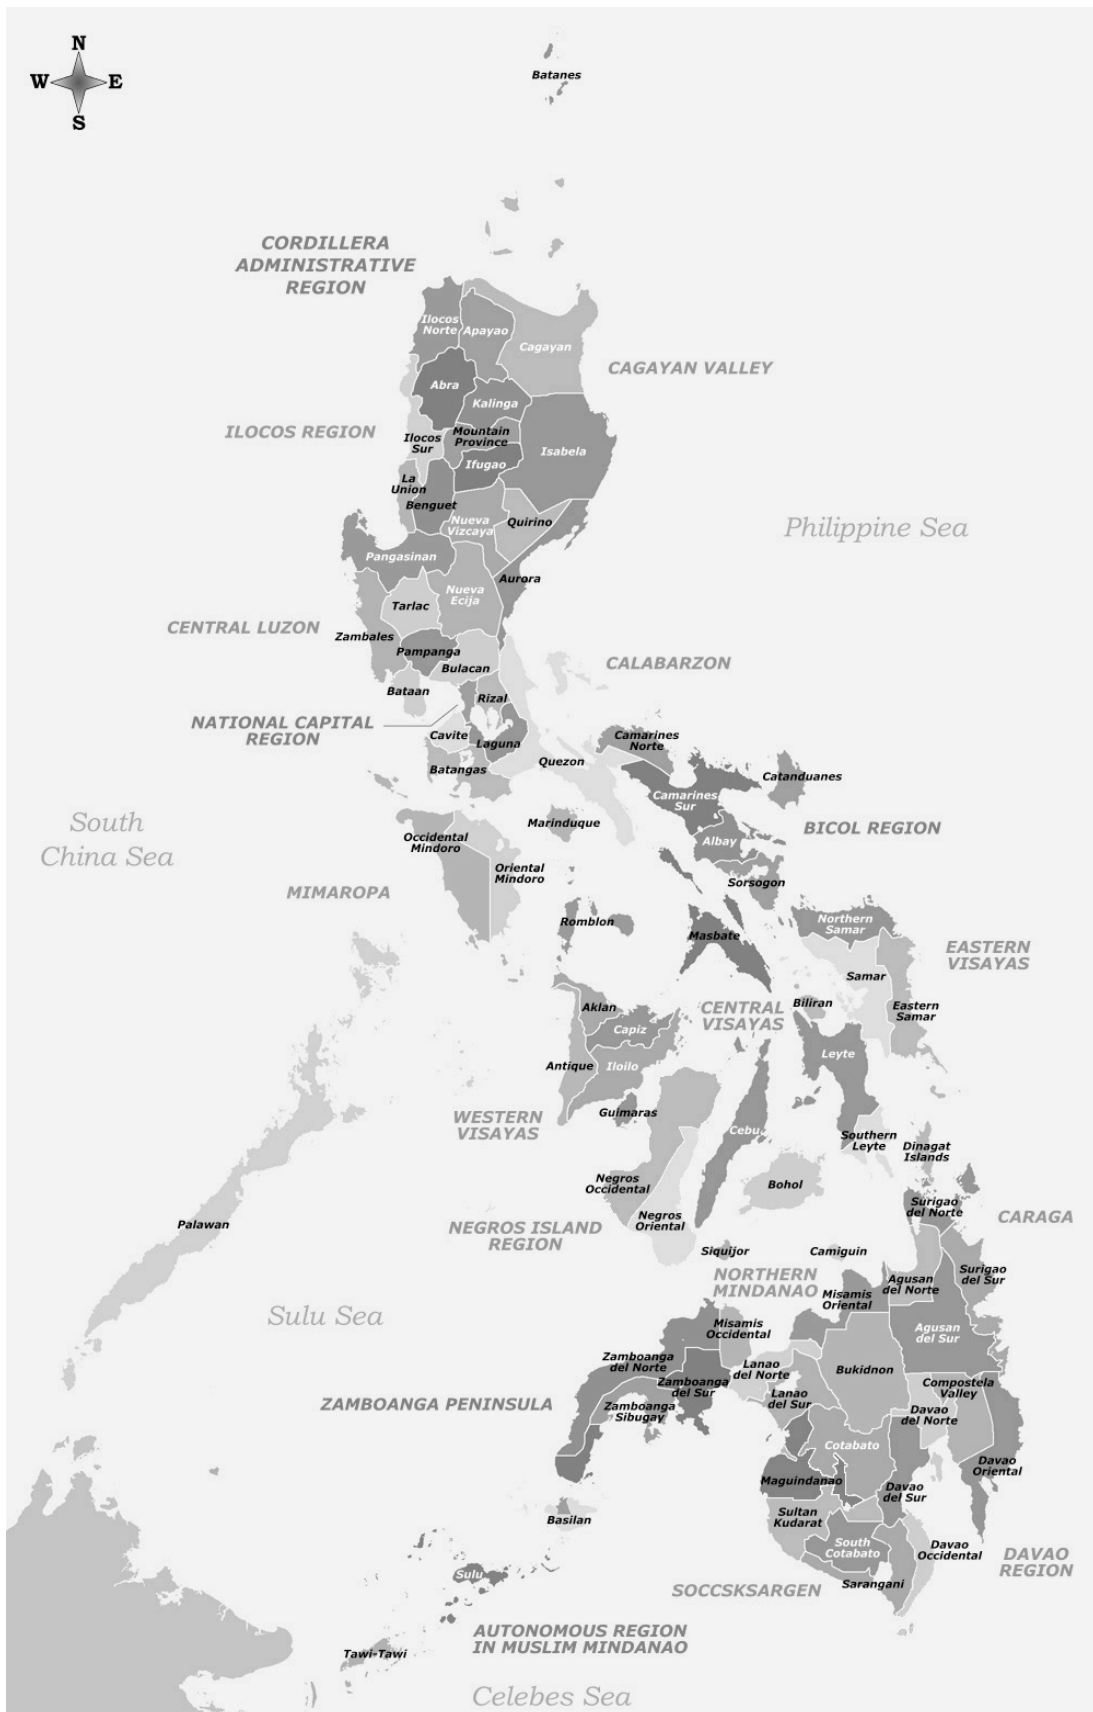 N
W E
S
Batanes
CORDILLERA
ADMINISTRATIVE
REGION
Ilocos
Norte
Apayao
Cagayan
CAGAYAN VALLEY
Abra
Kalinga
ILOCOS REGION
Ilocos
Sur
Mountain
Province
Isabela
Ifugao
La
Union
Benguet
Nueva
Vizcaya
Quirino
Philippine Sea
Pangasinan
Aurora
Nueva
Ecija
Tarlac
CENTRAL LUZON
Zambales
Pampanga
Bulacan
CALABARZON
Bataan
Rizal
NATIONAL CAPITAL
REGION
Cavite
Laguna
Camarines
Norte
Quezon
Batangas
Catanduanes
Camarines
Sur
South
China Sea
Marinduque
BICOL REGION
Occidental
Mindoro
Albay
Oriental
Mindoro
Sorsogon
MIMAROPA
Romblon
Northern
Samar
Masbate
EASTERN
VISAYAS
Samar
Aklan
CENTRAL
VISAYAS
Biliran
Eastern
Samar
Capiz
Antique
Iloilo
Leyte
WESTERN
VISAYAS
Guimaras
Cebu
Southern
Leyte
Dinagat
Islands
Negros
Occidental
Bohol
Palawan
Negros
Oriental
Surigao
del Norte
CARAGA
NEGROS ISLAND
REGION
Siquijor
Camiguin
NORTHERN
MINDANAO
Agusan
del Norte
Surigao
del Sur
Misamis
Oriental
Sulu Sea
Misamis
Occidental
Agusan
del Sur
Zamboanga
del Norte
Lanao
del Norte
Bukidnon
Zamboanga
del Sur
Compostela
Valley
ZAMBOANGA PENINSULA
Zamboanga
Sibugay
Lanao
del Sur
Davao
del Norte
Cotabato
Davao
Oriental
Maguindanao
Davao
del Sur
Basilan
Sultan
Kudarat
South
Cotabato
Davao
Occidental
DAVAO
REGION
Sulu
SOCCSKSARGEN
Sarangani
AUTONOMOUS REGION
IN MUSLIM MINDANAO
Tawi-Tawi
Celebes Sea